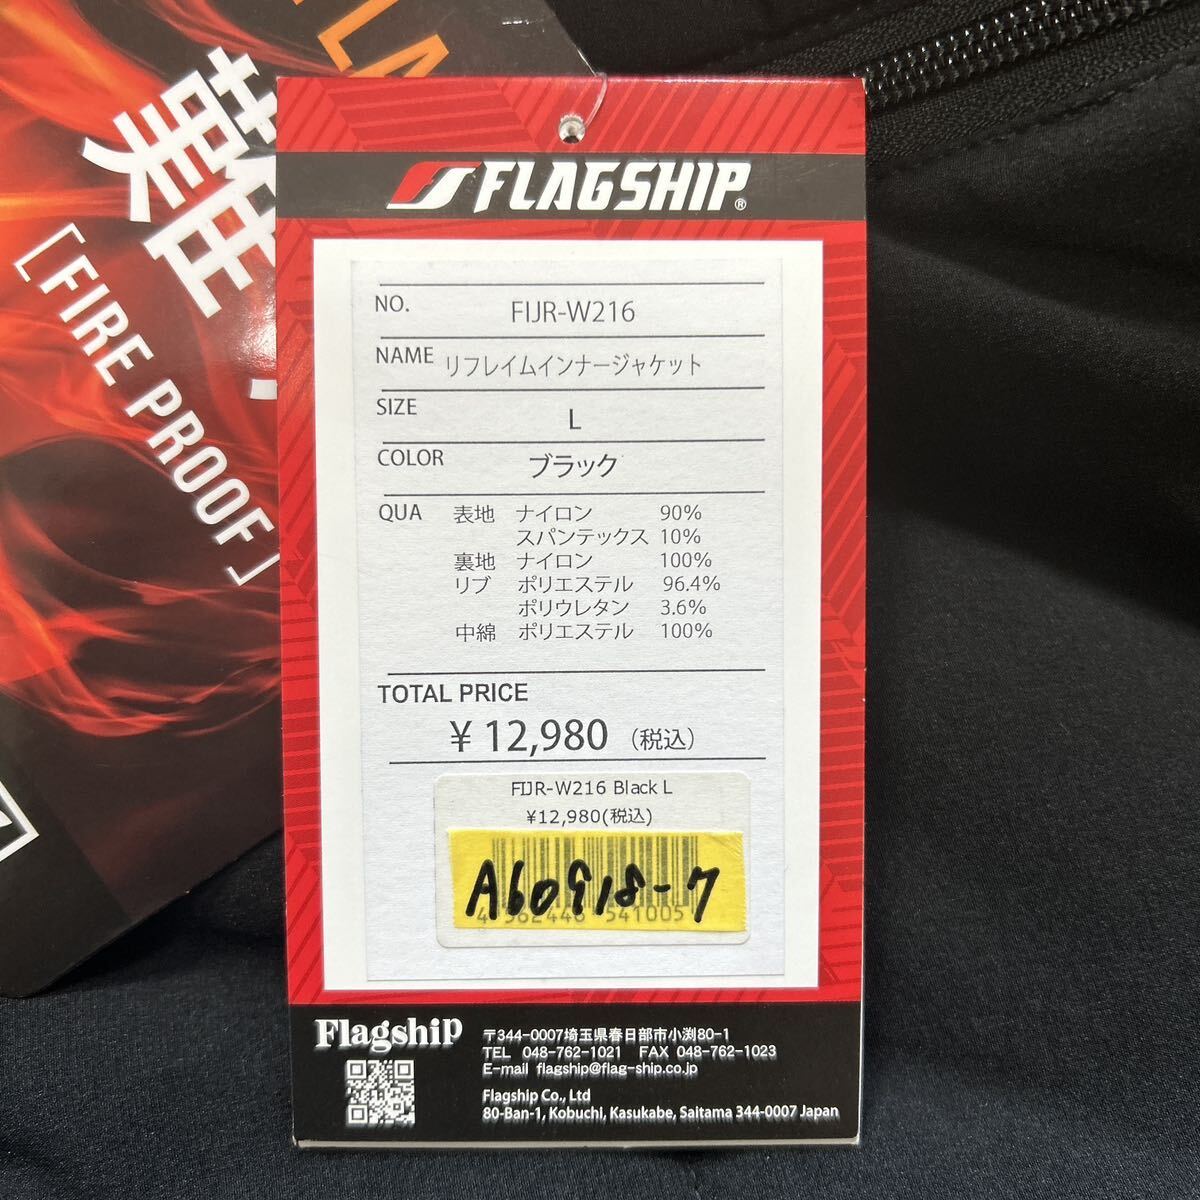 FLA
難
[FIRE PROOF]
FLAGSHIP®
NO. FIJR-W216
NAME リフレイムインナージャケット
SIZE L
COLOR ブラック
QUA 表地 ナイロン 90%
スパンテックス 10%
裏地 ナイロン 100%
リブ ポリエステル 96.4%
ポリウレタン 3.6%
中綿 ポリエステル 100%
TOTAL PRICE
¥ 12,980 (税込)
FIJR-W216 Black L
¥12,980(税込)
A60918-7
4 582446 541005
Flagship
〒344-0007埼玉県春日部市小渕80-1
TEL 048-762-1021 FAX 048-762-1023
E-mail flagship@flag-ship.co.jp
Flagship Co., Ltd
80-Ban-1, Kobuchi, Kasukabe, Saitama 344-0007 Japan